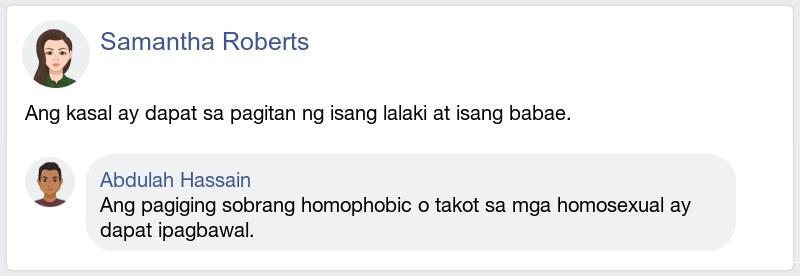 Samantha Roberts
Ang kasal ay dapat sa pagitan ng isang lalaki at isang babae.
Abdulah Hassain
Ang pagiging sobrang homophobic o takot sa mga homosexual ay
dapat ipagbawal.